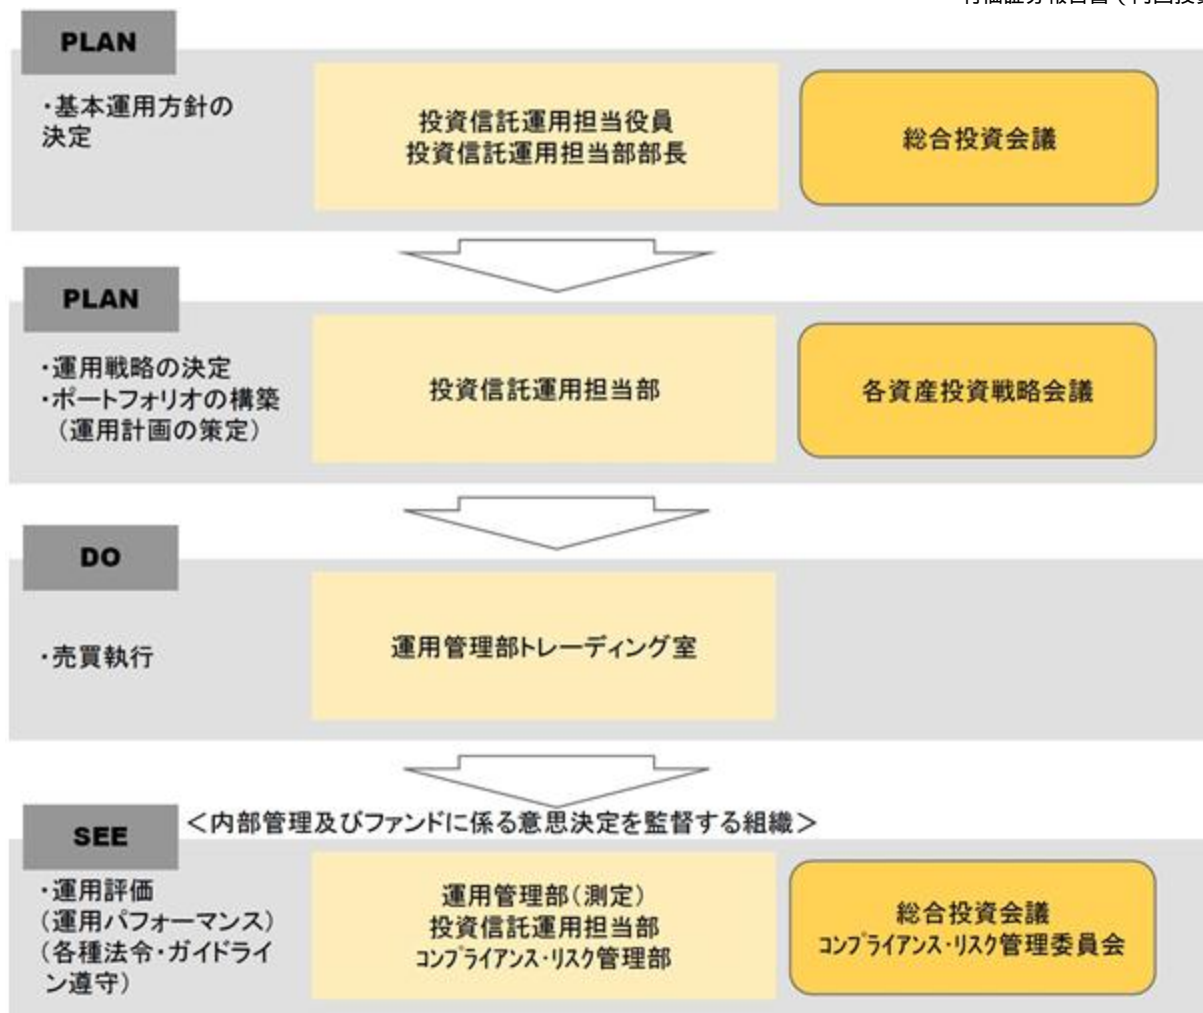 PLAN
・基本運用方針の
決定
投資信託運用担当役員
投資信託運用担当部部長
総合投資会議
PLAN
・運用戦略の決定
・ポートフォリオの構築
（運用計画の策定）
投資信託運用担当部
各資産投資戦略会議
DO
・売買執行
運用管理部トレーディング室
SEE
＜内部管理及びファンドに係る意思決定を監督する組織＞
・運用評価
（運用パフォーマンス）
（各種法令・ガイドライ
ン遵守）
運用管理部（測定）
投資信託運用担当部
コンプライアンス・リスク管理部
総合投資会議
コンプライアンス・リスク管理委員会